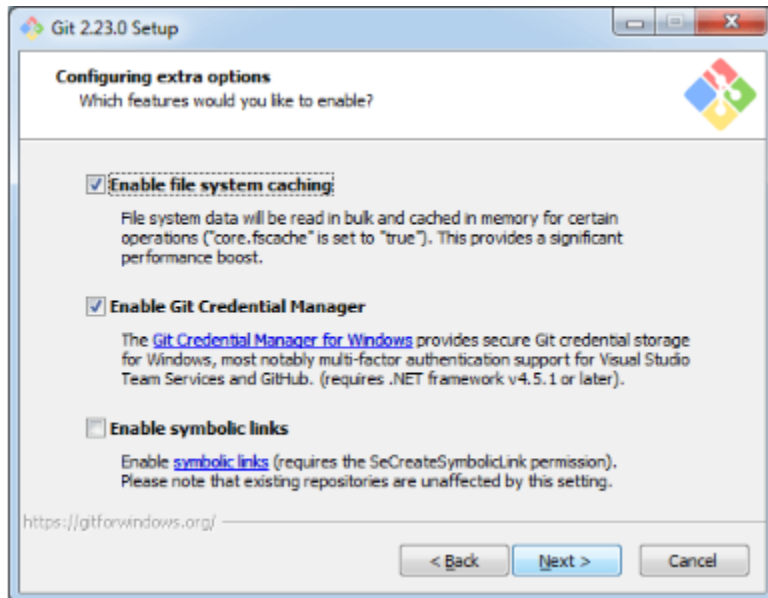 Git 2.23.0 Setup
Configuring extra options
Which features would you like to enable?
Enable file system caching
File system data will be read in bulk and cached in memory for certain
operations ("core.fscache" is set to "true"). This provides a significant
performance boost.
Enable Git Credential Manager
The Git Credential Manager for Windows provides secure Git credential storage
for Windows, most notably multi-factor authentication support for Visual Studio
Team Services and GitHub. (requires .NET framework v4.5.1 or later).
Enable symbolic links
Enable symbolic links (requires the SeCreateSymbolicLink permission).
Please note that existing repositories are unaffected by this setting.
https://gitforwindows.org/
< Back Next > Cancel